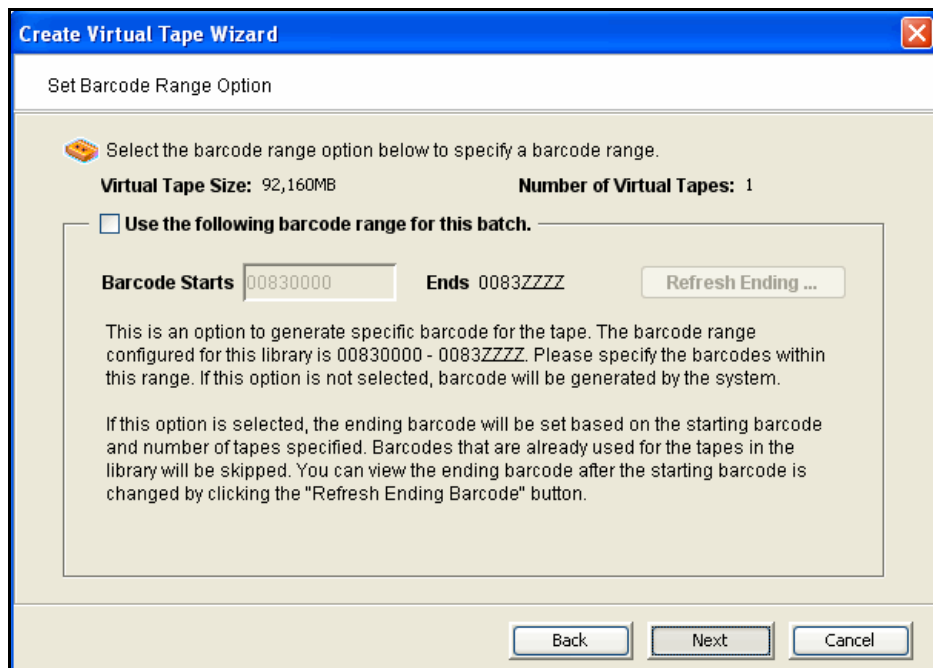 Create Virtual Tape Wizard
Set Barcode Range Option
Select the barcode range option below to specify a barcode range.
Virtual Tape Size: 92,160MB Number of Virtual Tapes: 1
Use the following barcode range for this batch.
Barcode Starts 00830000 Ends 0083ZZZZ Refresh Ending ...
This is an option to generate specific barcode for the tape. The barcode range
configured for this library is 00830000 - 0083ZZZZ. Please specify the barcodes within
this range. If this option is not selected, barcode will be generated by the system.
If this option is selected, the ending barcode will be set based on the starting barcode
and number of tapes specified. Barcodes that are already used for the tapes in the
library will be skipped. You can view the ending barcode after the starting barcode is
changed by clicking the "Refresh Ending Barcode" button.
Back Next Cancel